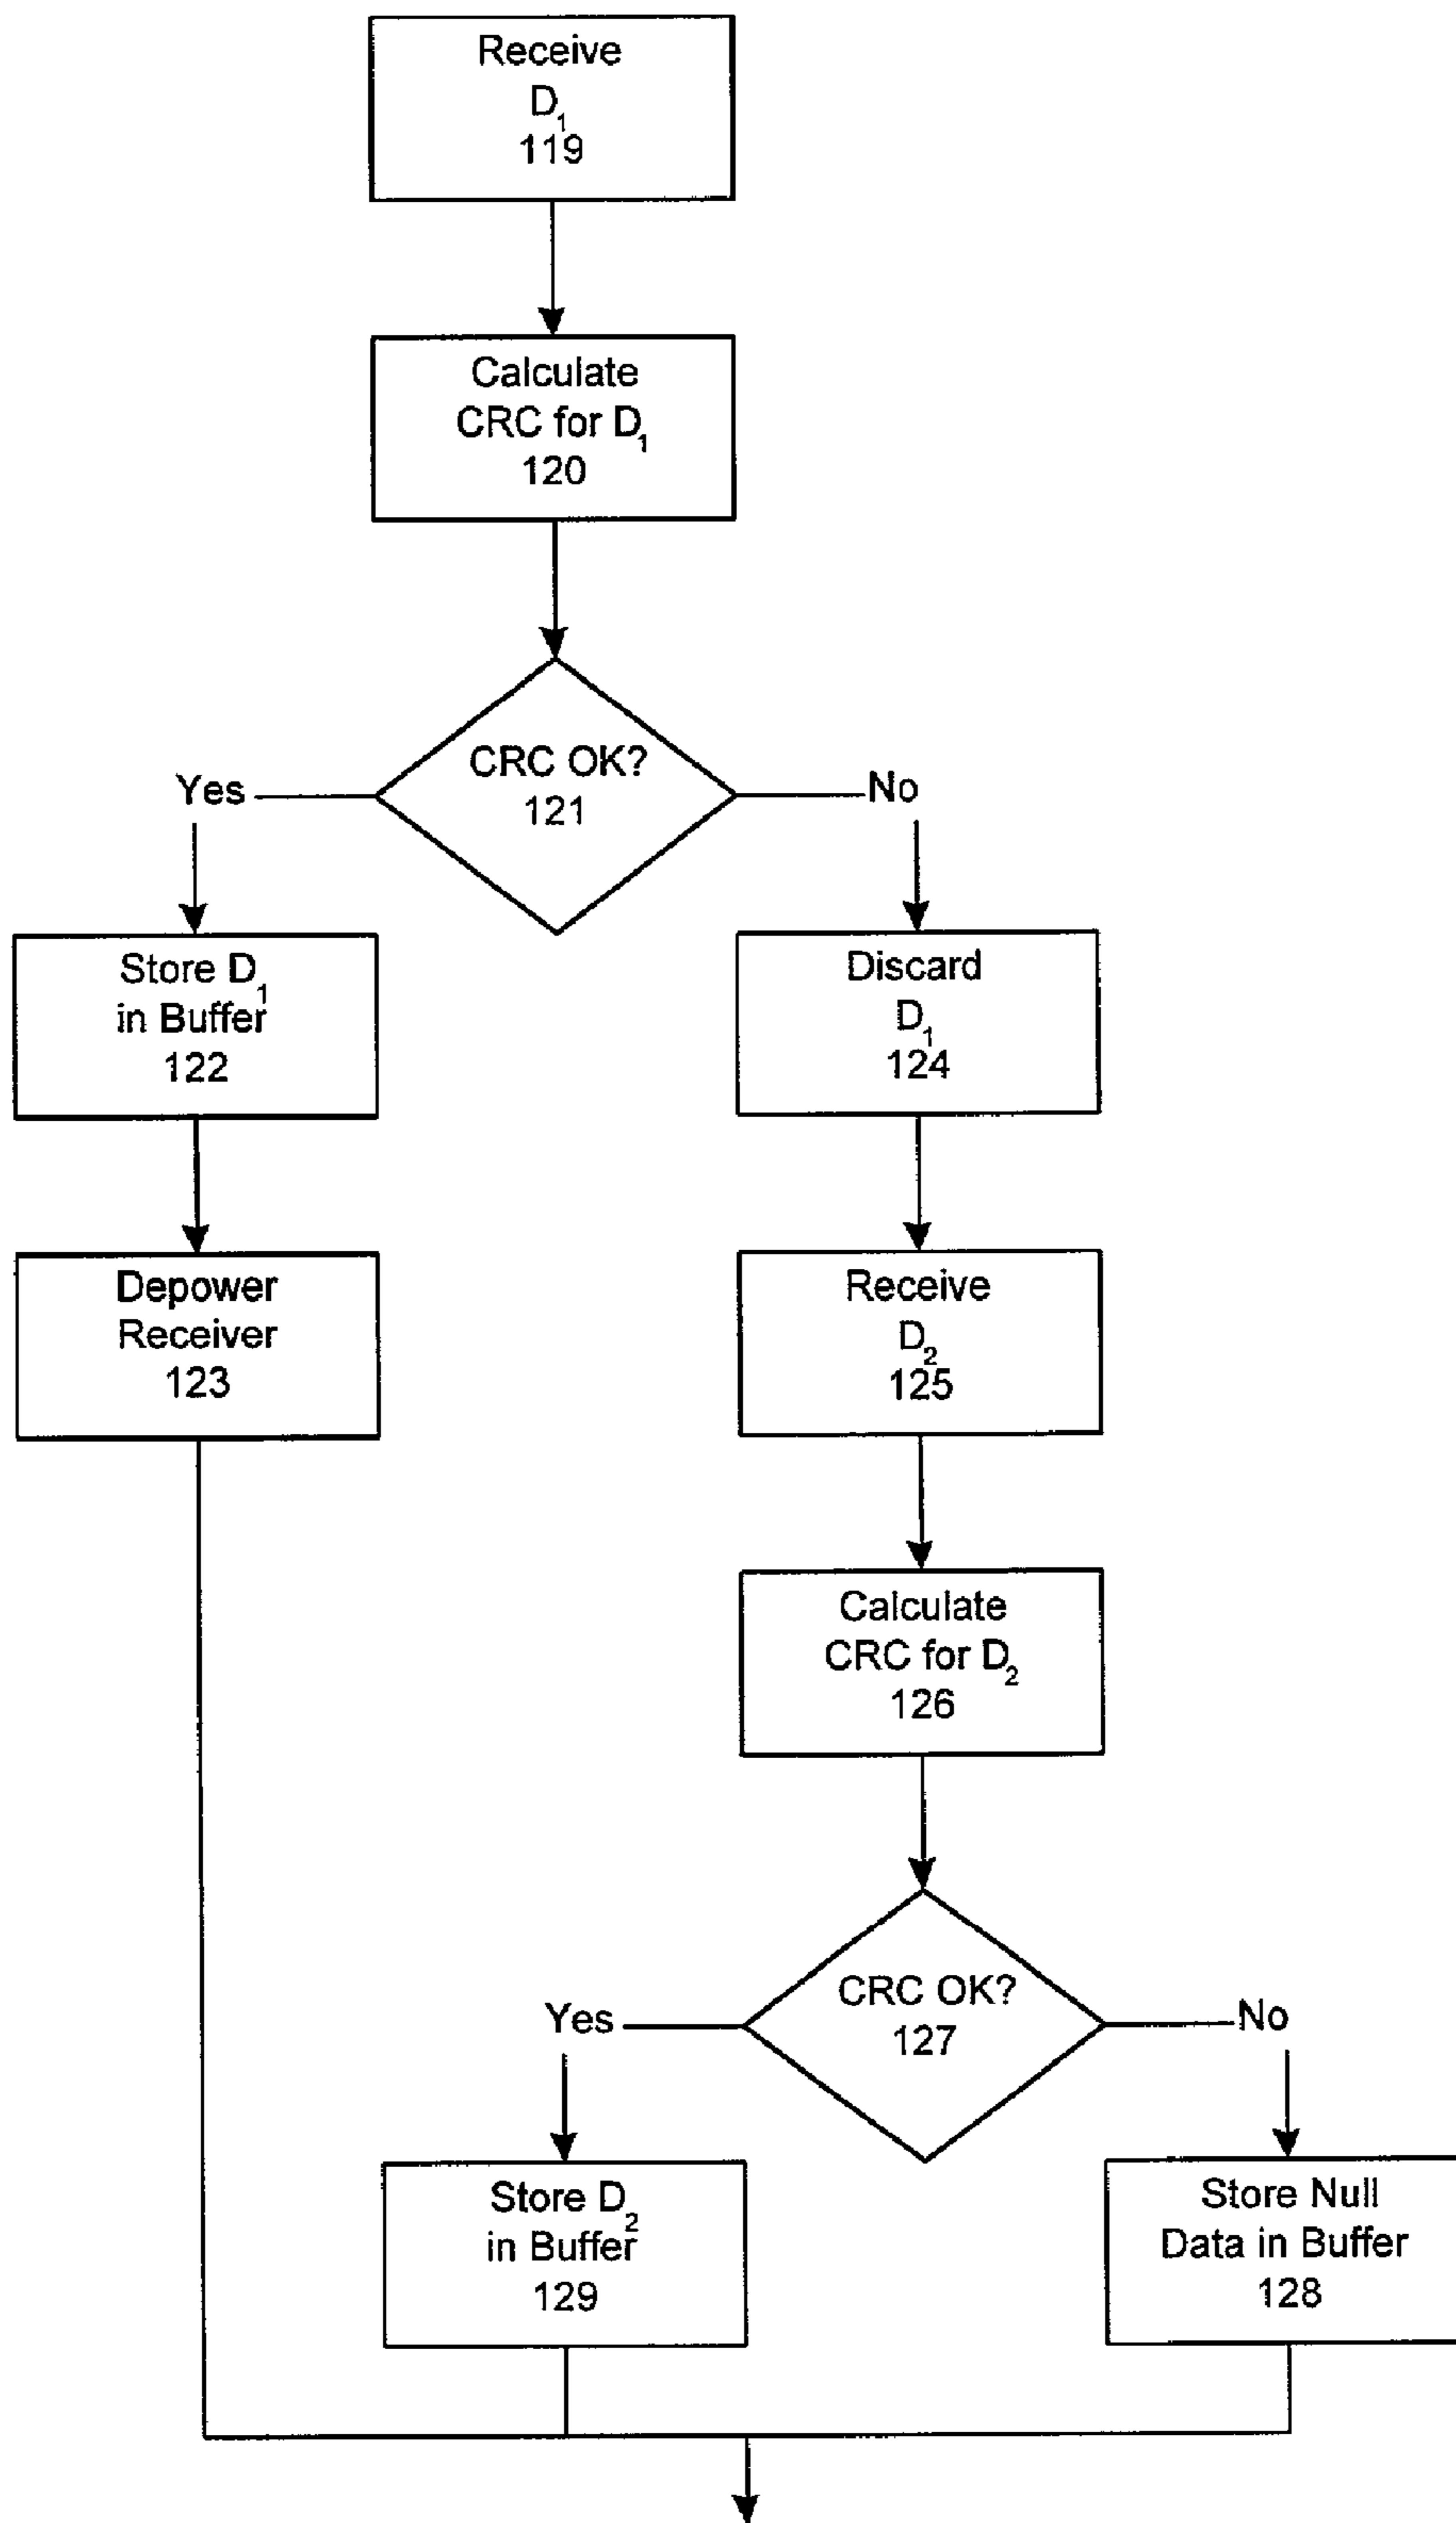 Receive
D₁
119
Calculate
CRC for D₁
120
CRC OK?
121
Yes
No
Store D₁
in Buffer
122
Discard
D₁
124
Depower
Receiver
123
Receive
D₂
125
Calculate
CRC for D₂
126
CRC OK?
127
Yes
No
Store D₂
in Buffer
129
Store Null
Data in Buffer
128